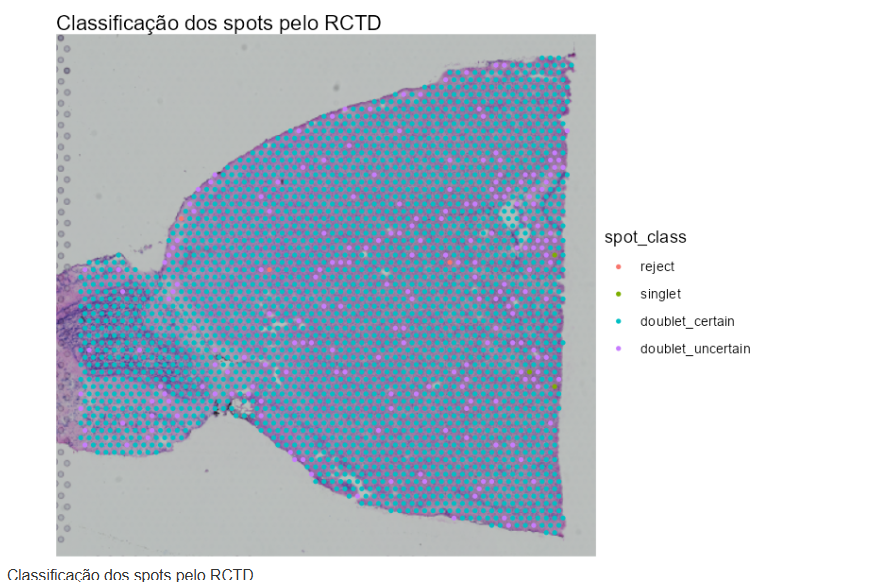 Classificação dos spots pelo RCTD
spot_class
reject
singlet
doublet_certain
doublet_uncertain
Classificação dos spots pelo RCTD